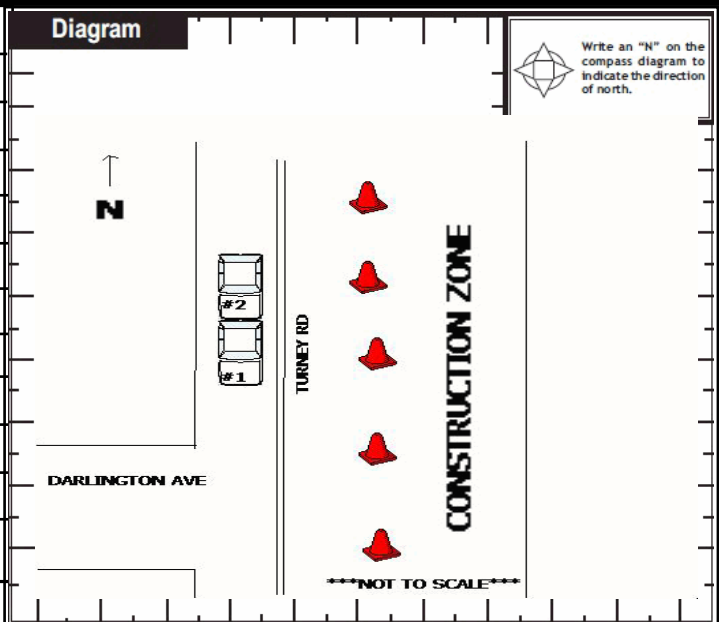 Diagram
Write an “N” on the
compass diagram to
indicate the direction
of north.
N
#2
#1
TURNEY RD
CONSTRUCTION ZONE
DARLINGTON AVE
***NOT TO SCALE***